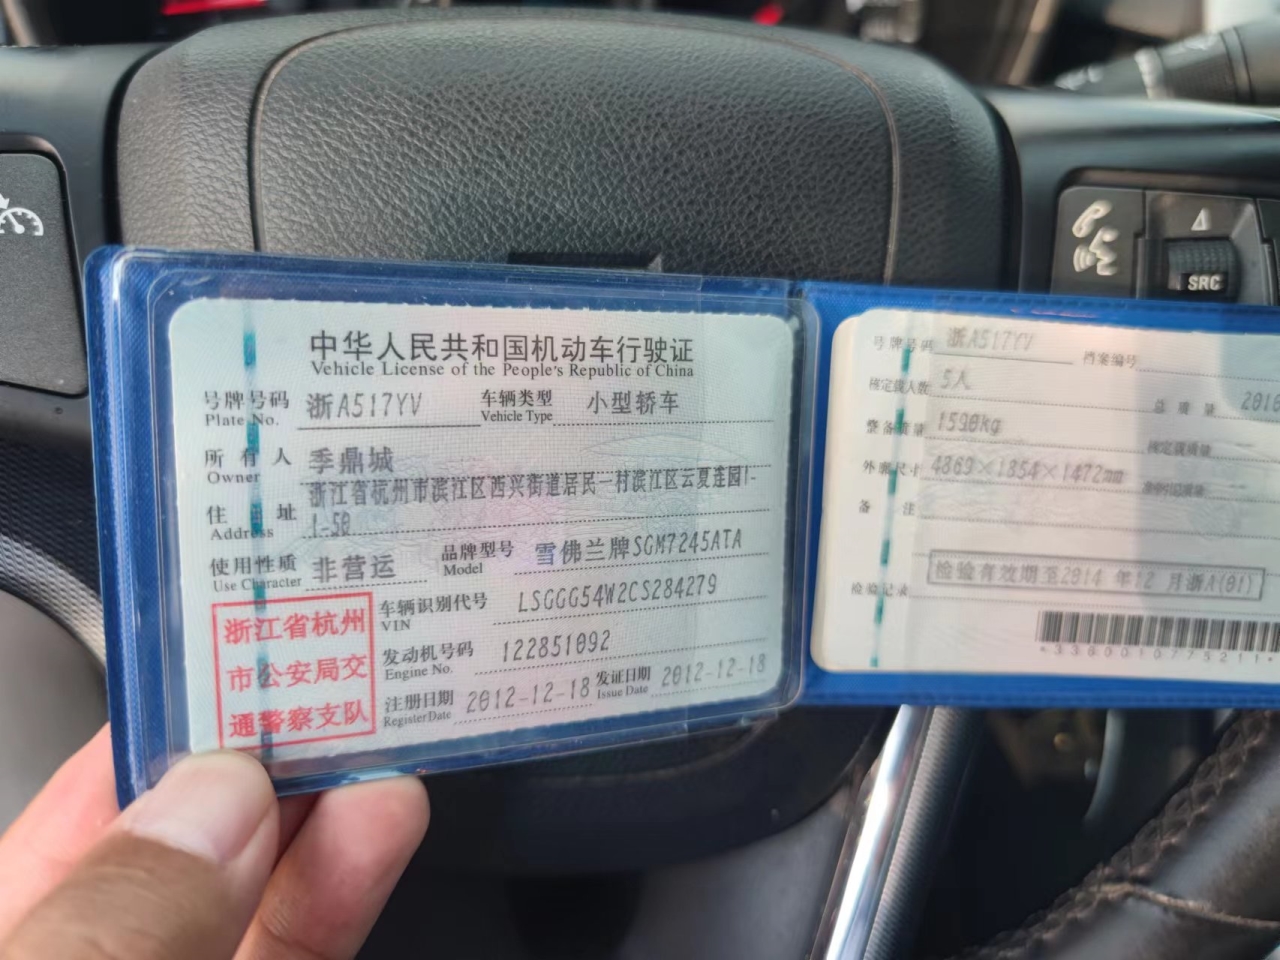 SRC
中华人民共和国机动车行驶证
Vehicle License of the People's Republic of China
号牌号码 浙A517YV 车辆类型 小型轿车
Plate No. Vehicle Type
所有人 季鼎城
Owner
住址 浙江省杭州市滨江区西兴街道居民一村滨江区云夏莲园1-
Address 1-50
使用性质 非营运 品牌型号 雪佛兰牌SGM7245ATA
Use Character Model
浙江省杭州
市公安局交
通警察支队
车辆识别代号 LSGGG54W2CS284279
VIN
发动机号码 122851092
Engine No.
注册日期 2012-12-18 发证日期 2012-12-18
Register Date Issue Date
号牌号码 浙A517YV 档案编号
核定载人数 5人 总质量
整备质量 1590kg 核定载质量
外廓尺寸 4869×1854×1472mm
备注
检验有效期至2014 年12 月浙A(01)
检验记录
*3300010775211*